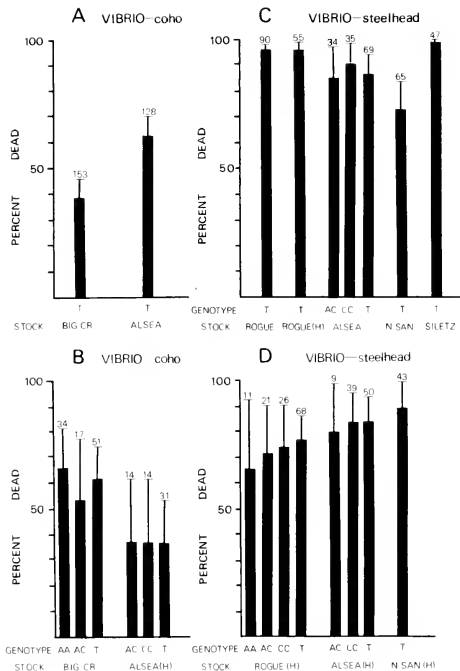 A VIBRIO—coho
100
50
PERCENT DEAD
153
128
GENOTYPE T T
STOCK BIG CR ALSEA
C VIBRIO—steelhead
100
50
PERCENT DEAD
90
55
34
35
69
65
47
GENOTYPE T T AC CC T T T
STOCK ROGUE ROGUE(H) ALSEA N SAN SILETZ
B VIBRIO coho
100
50
PERCENT DEAD
34
17
51
14
14
31
GENOTYPE AA AC T AC CC T
STOCK BIG CR ALSEA(H)
D VIBRIO—steelhead
100
50
PERCENT DEAD
11
21
26
68
9
39
50
43
GENOTYPE AA AC CC T AC CC T T
STOCK ROGUE (H) ALSEA (H) N SAN (H)